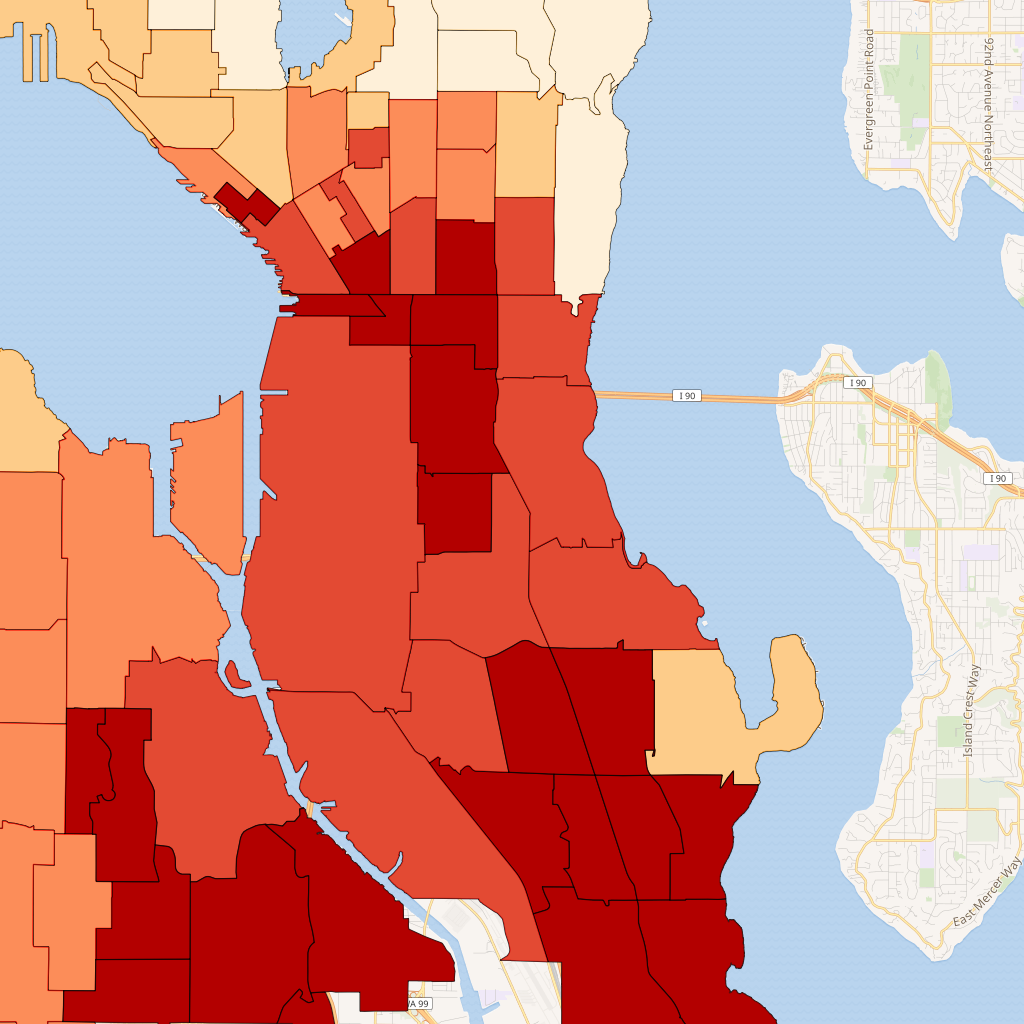 Evergreen Point Road
92nd Avenue Northeast
I 90
I 90
I 90
Island Crest Way
East Mercer Way
WA 99